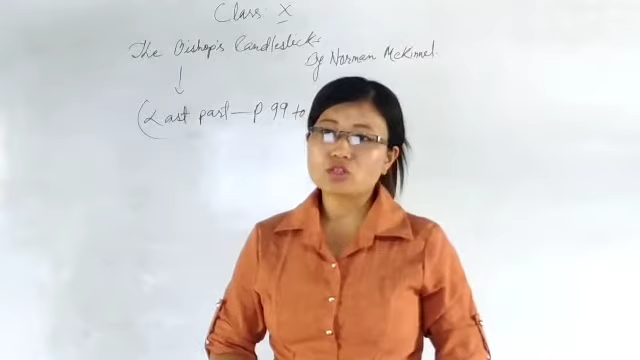 Class: X
The Bishop's Candlesticks
By Norman McKinnel.
(Last part — P 99 to